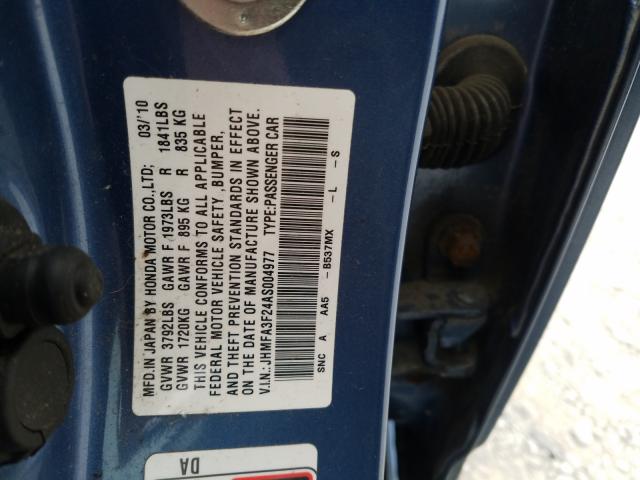 MFD.IN JAPAN BY HONDA MOTOR CO.,LTD; 03/'10
GVWR 3792LBS GAWR F 1973LBS R 1841LBS
GVWR 1720KG GAWR F 895 KG R 835 KG
THIS VEHICLE CONFORMS TO ALL APPLICABLE
FEDERAL MOTOR VEHICLE SAFETY ,BUMPER,
AND THEFT PREVENTION STANDARDS IN EFFECT
ON THE DATE OF MANUFACTURE SHOWN ABOVE.
V.I.N.:JHMFA3F24AS004977 TYPE:PASSENGER CAR
SNC A AA5 -B537MX -L -S
DA